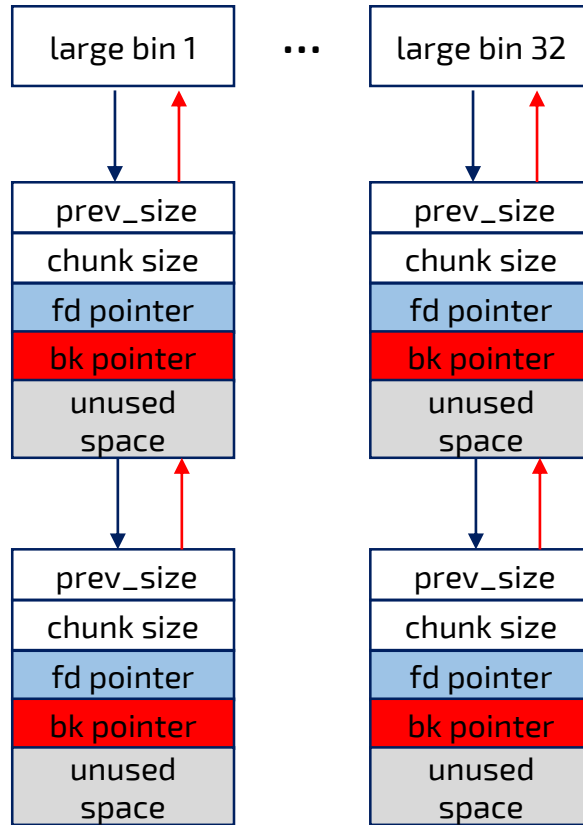 large bin 1
...
large bin 32
prev_size
chunk size
fd pointer
bk pointer
unused
space
prev_size
chunk size
fd pointer
bk pointer
unused
space
prev_size
chunk size
fd pointer
bk pointer
unused
space
prev_size
chunk size
fd pointer
bk pointer
unused
space